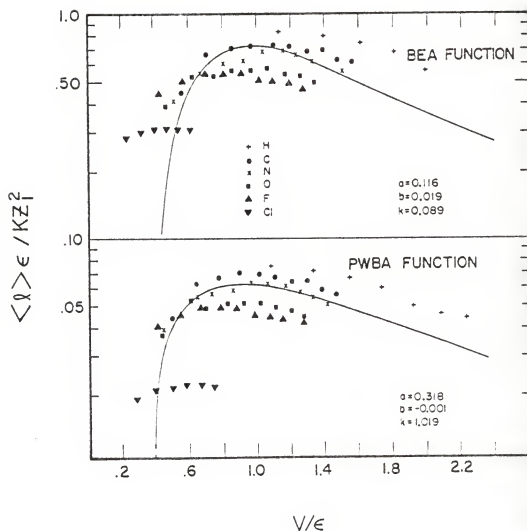 1.0
BEA FUNCTION
.50
+ H
• C
x N
▪ O
▲ F
▼ Cl
a=0.116
b=0.019
k=0.089
.10
PWBA FUNCTION
.05
a=0.318
b=-0.001
k=1.019
<ℓ> ε / KZ₁²
.2 .6 1.0 1.4 1.8 2.2
V/ε